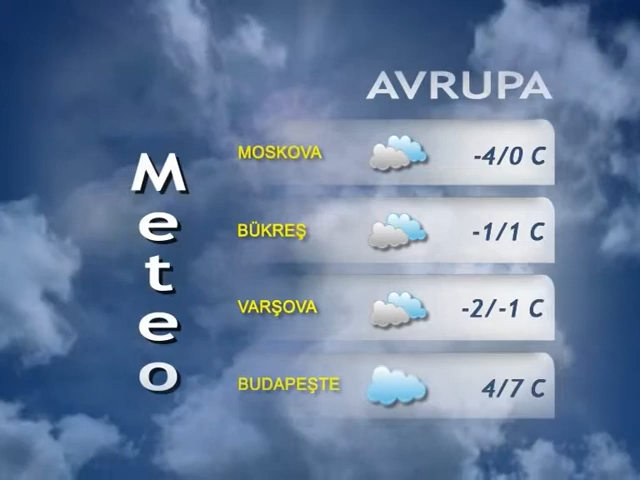 AVRUPA
Meteo
MOSKOVA -4/0 C
BÜKREŞ -1/1 C
VARŞOVA -2/-1 C
BUDAPEŞTE 4/7 C